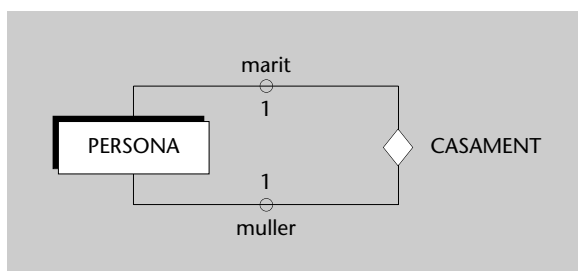 marit
1
PERSONA
CASAMENT
1
muller